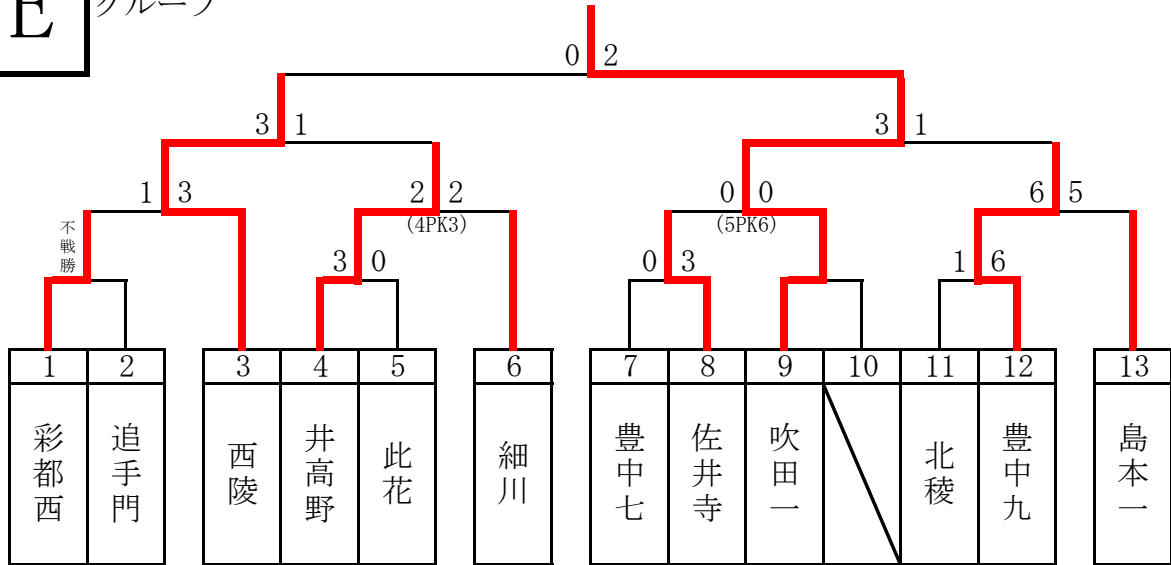 E グループ
0 2
3 1
3 1
1 3
2 2
(4PK3)
0 0
(5PK6)
6 5
不戦勝
3 0
0 3
1 6
1 2 3 4 5 6 7 8 9 10 11 12 13
彩都西
追手門
西陵
井高野
此花
細川
豊中七
佐井寺
吹田一
北稜
豊中九
島本一